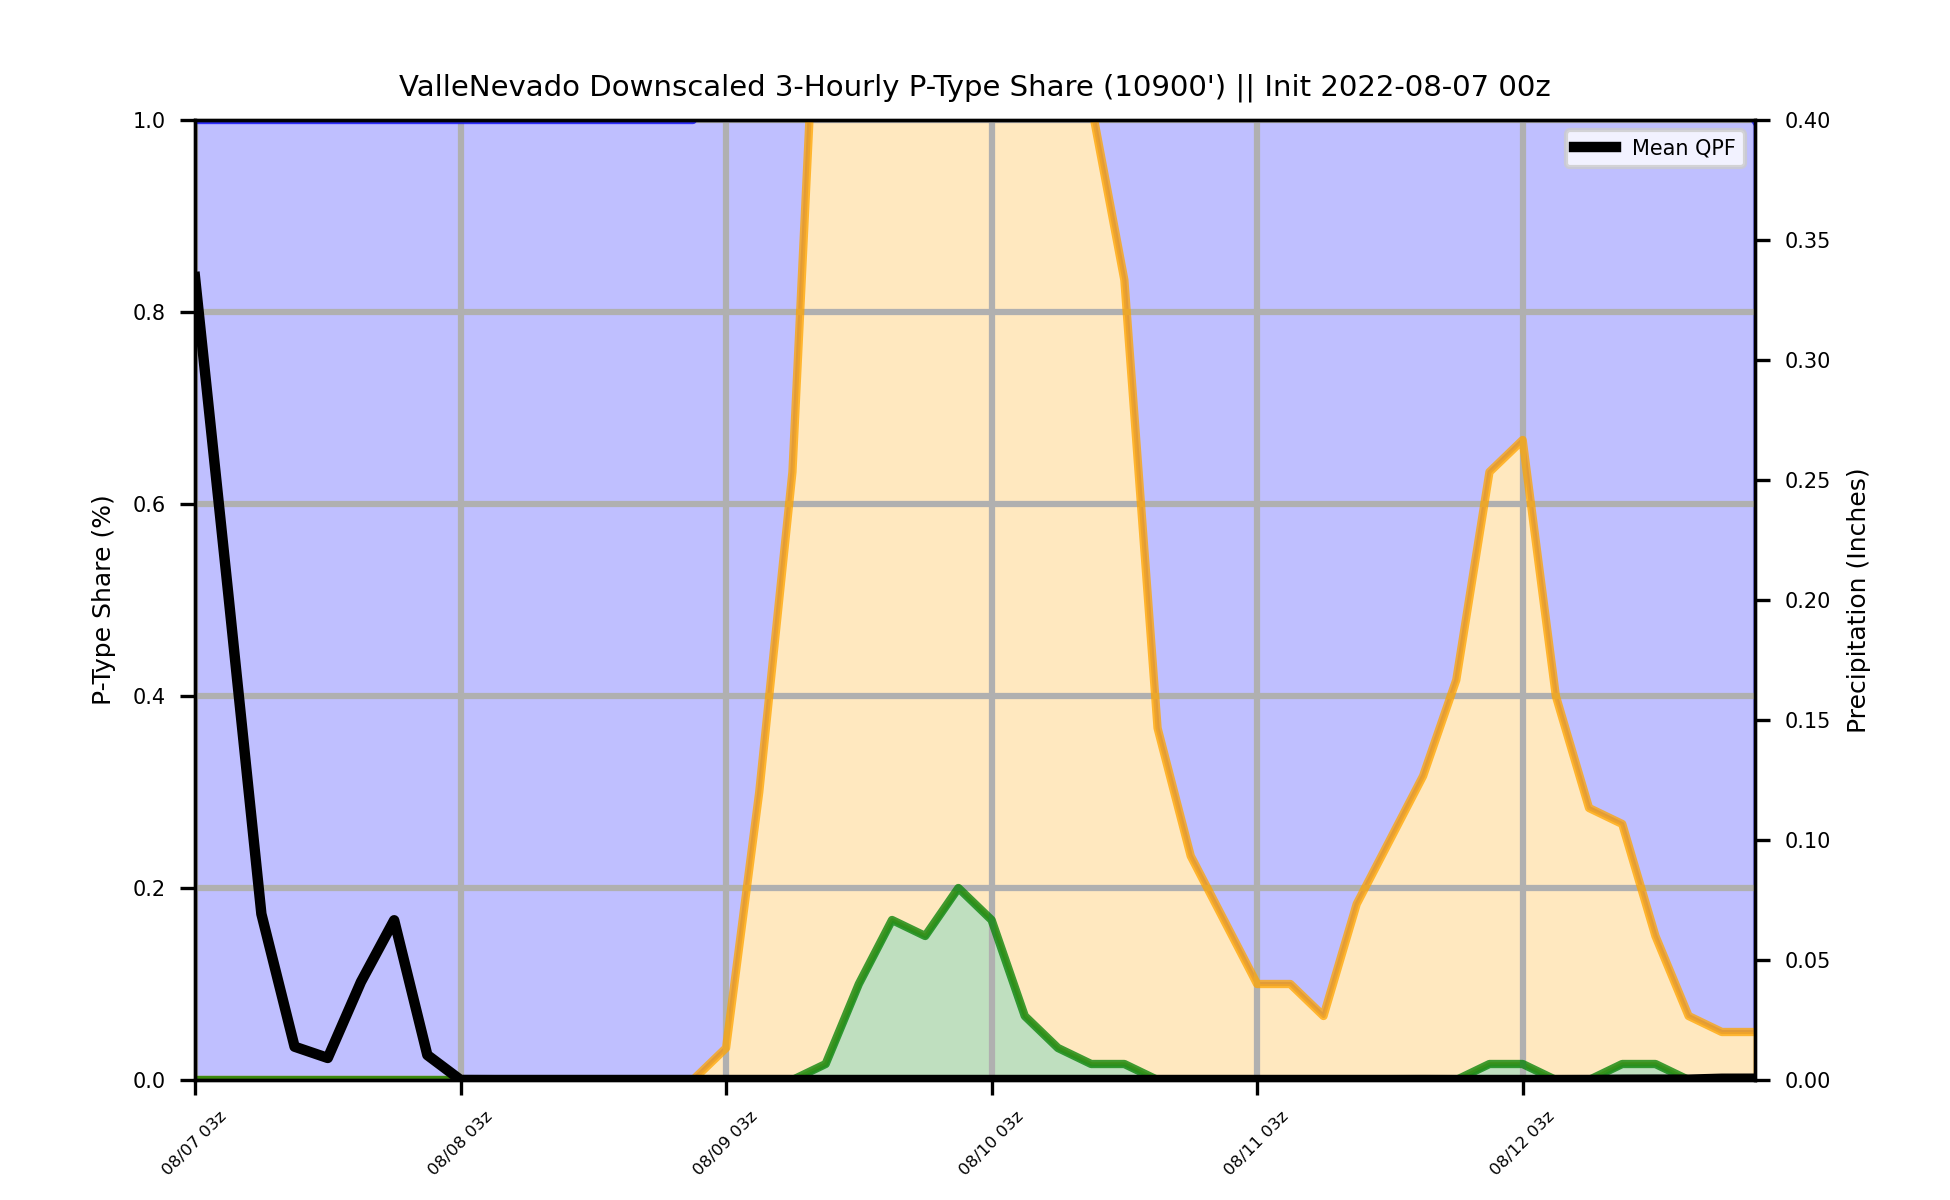 ValleNevado Downscaled 3-Hourly P-Type Share (10900') || Init 2022-08-07 00z
Mean QPF
P-Type Share (%)
1.0
0.8
0.6
0.4
0.2
0.0
0.40
0.35
0.30
0.25
0.20
0.15
0.10
0.05
0.00
Precipitation (Inches)
08/07 03z
08/08 03z
08/09 03z
08/10 03z
08/11 03z
08/12 03z